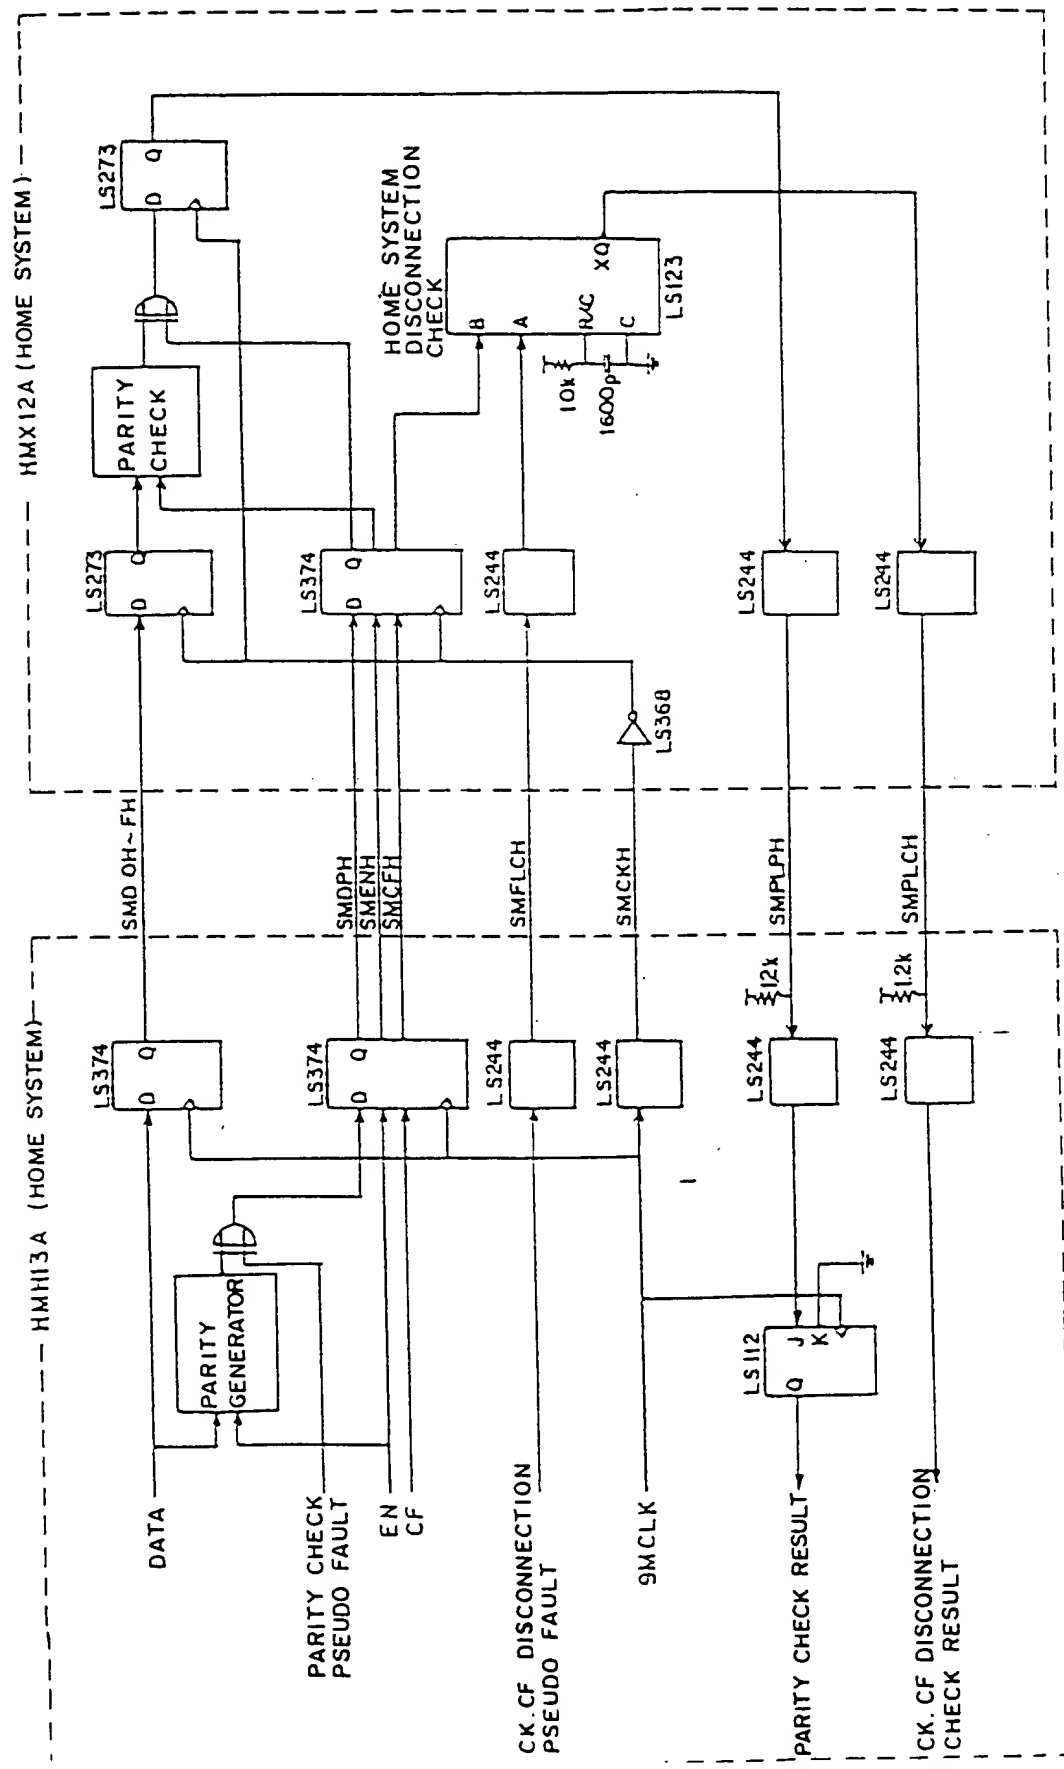 HMH13A (HOME SYSTEM)
HMX12A (HOME SYSTEM)
DATA
PARITY
GENERATOR
LS374
D
Q
SMD 0H~FH
LS273
D
Q
PARITY
CHECK
LS273
D
Q
PARITY CHECK
PSEUDO FAULT
EN
CF
LS374
D
Q
SMDPH
SMENH
SMCFH
LS374
D
Q
HOME SYSTEM
DISCONNECTION
CHECK
B
A
R/C
C
XQ
LS123
10k
1600p
CK.CF DISCONNECTION
PSEUDO FAULT
LS244
SMFLCH
LS244
9MCLK
LS244
SMCKH
LS368
PARITY CHECK RESULT
LS112
Q
J
K
LS244
1.2k
SMPLPH
LS244
CK.CF DISCONNECTION
CHECK RESULT
LS244
1.2k
SMPLCH
LS244